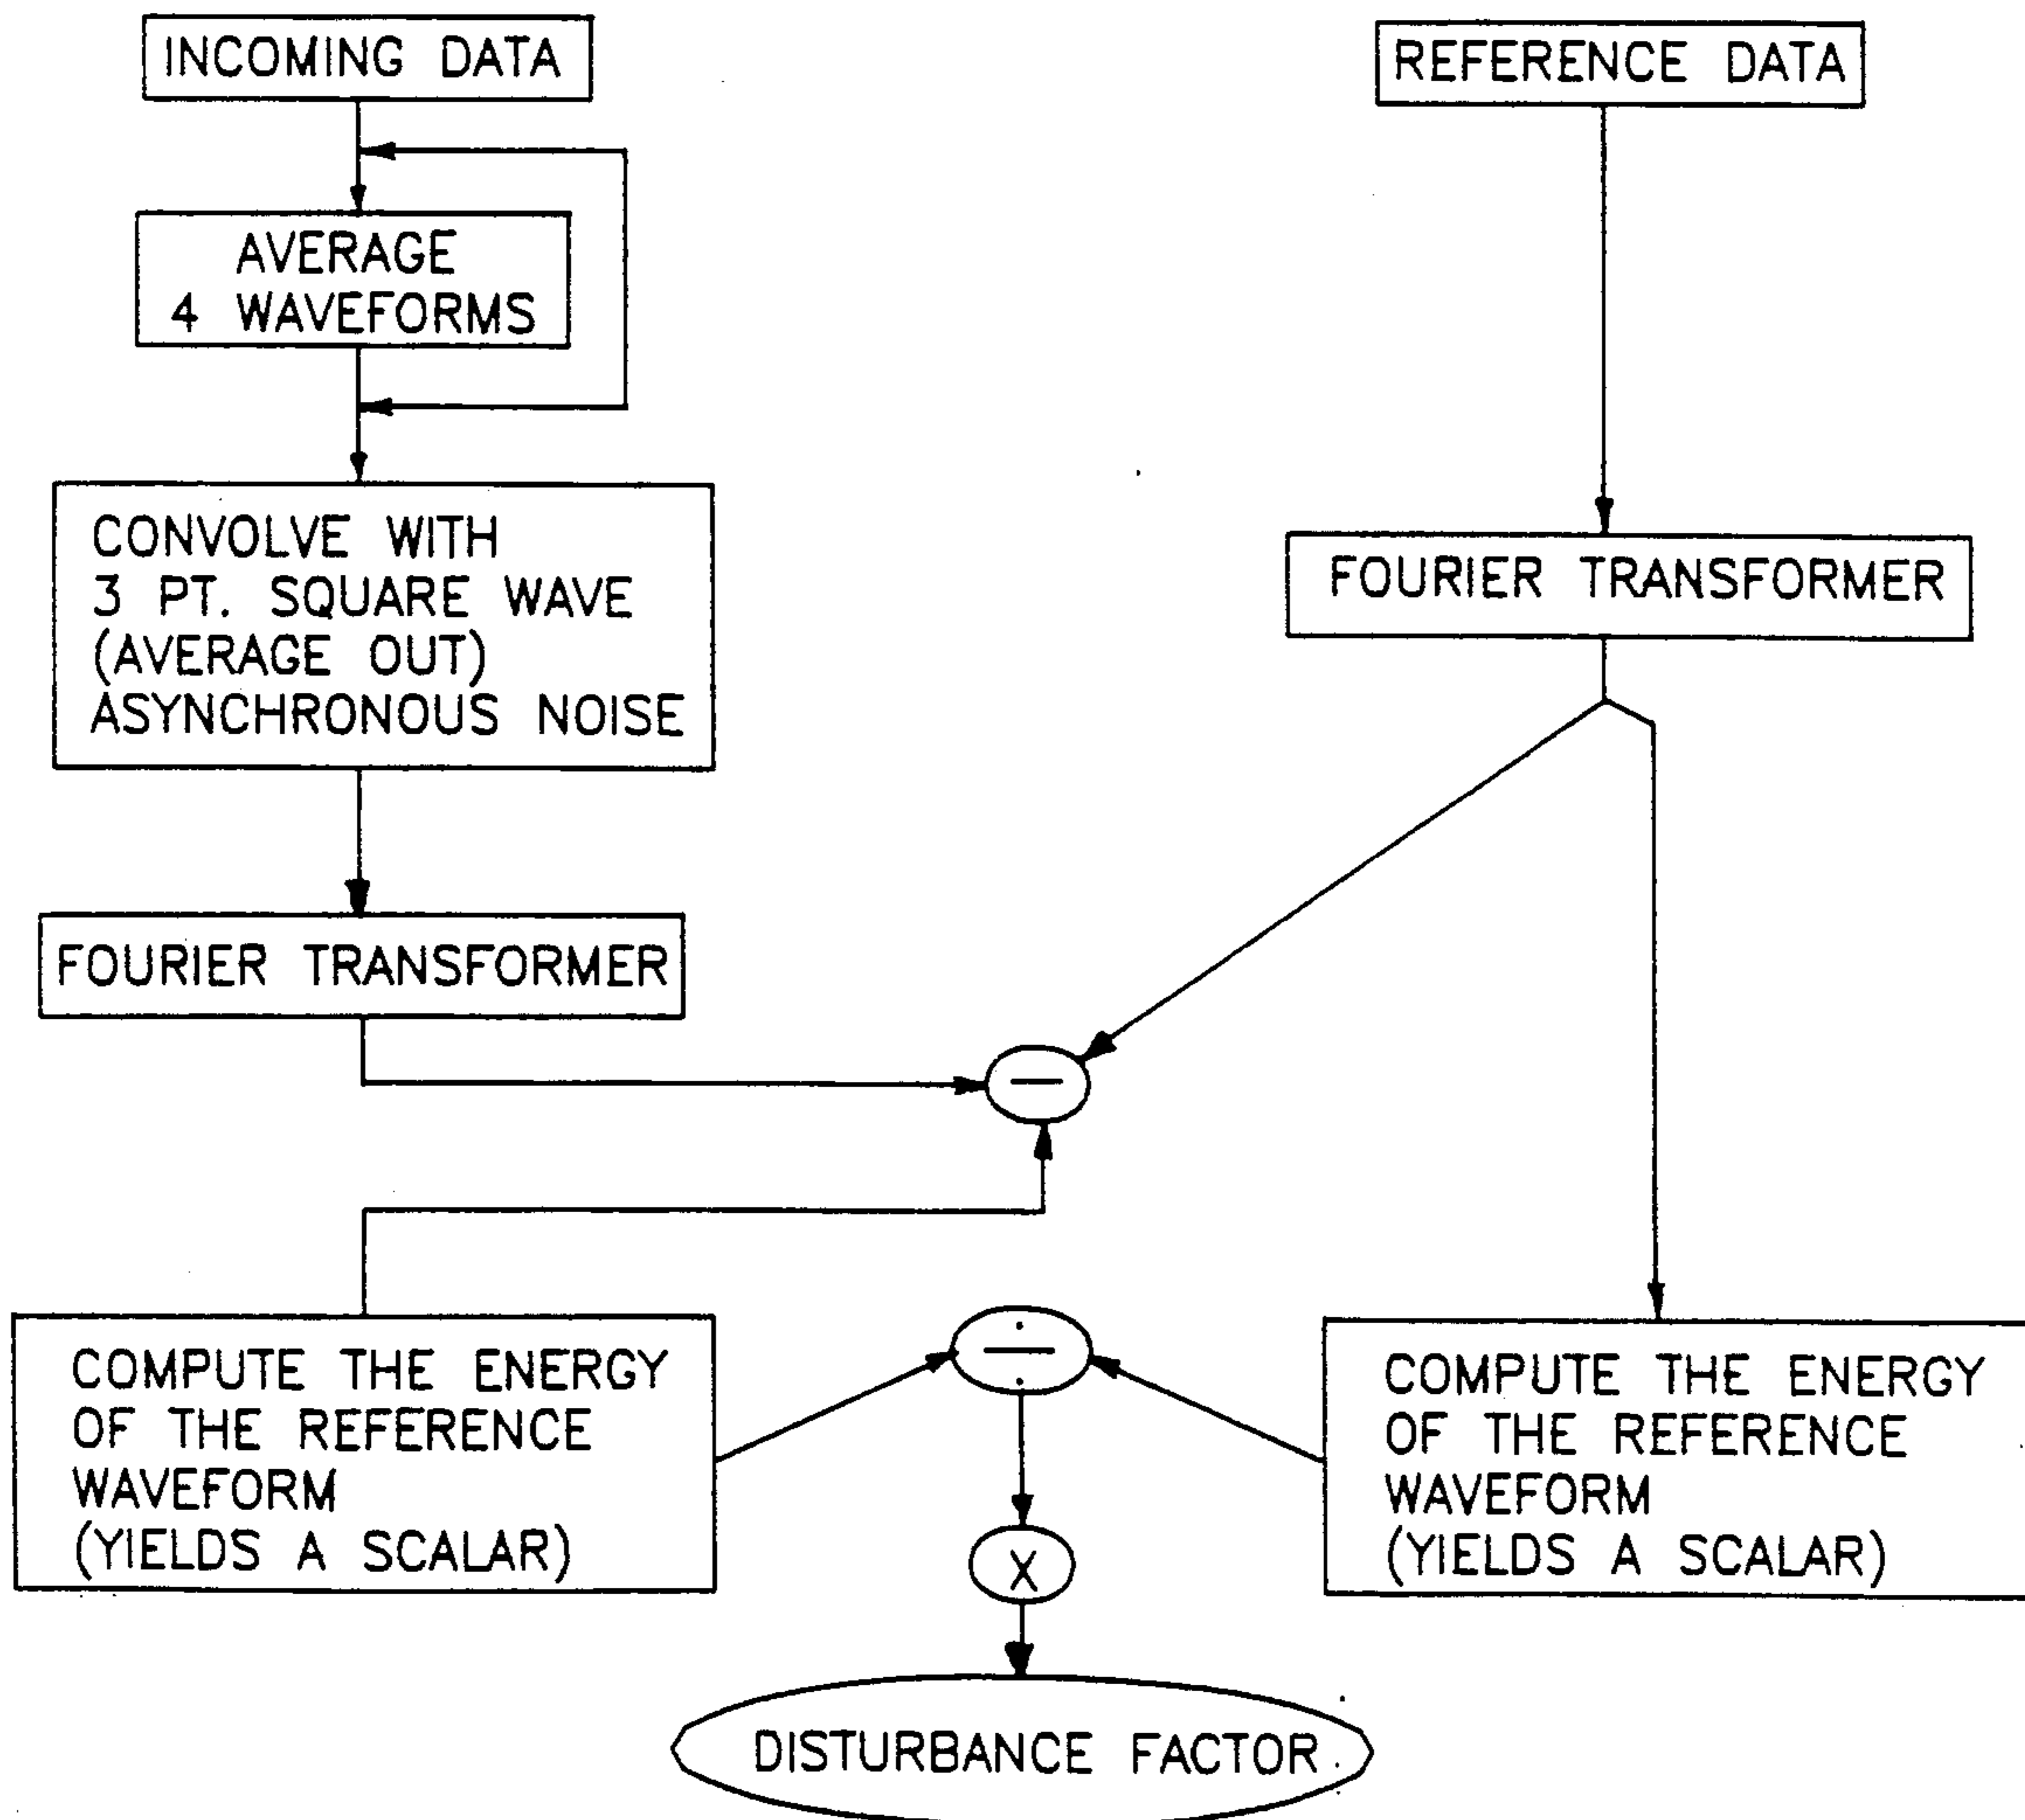 INCOMING DATA
REFERENCE DATA
AVERAGE
4 WAVEFORMS
CONVOLVE WITH
3 PT. SQUARE WAVE
(AVERAGE OUT)
ASYNCHRONOUS NOISE
FOURIER TRANSFORMER
FOURIER TRANSFORMER
—
COMPUTE THE ENERGY
OF THE REFERENCE
WAVEFORM
(YIELDS A SCALAR)
÷
COMPUTE THE ENERGY
OF THE REFERENCE
WAVEFORM
(YIELDS A SCALAR)
X
DISTURBANCE FACTOR